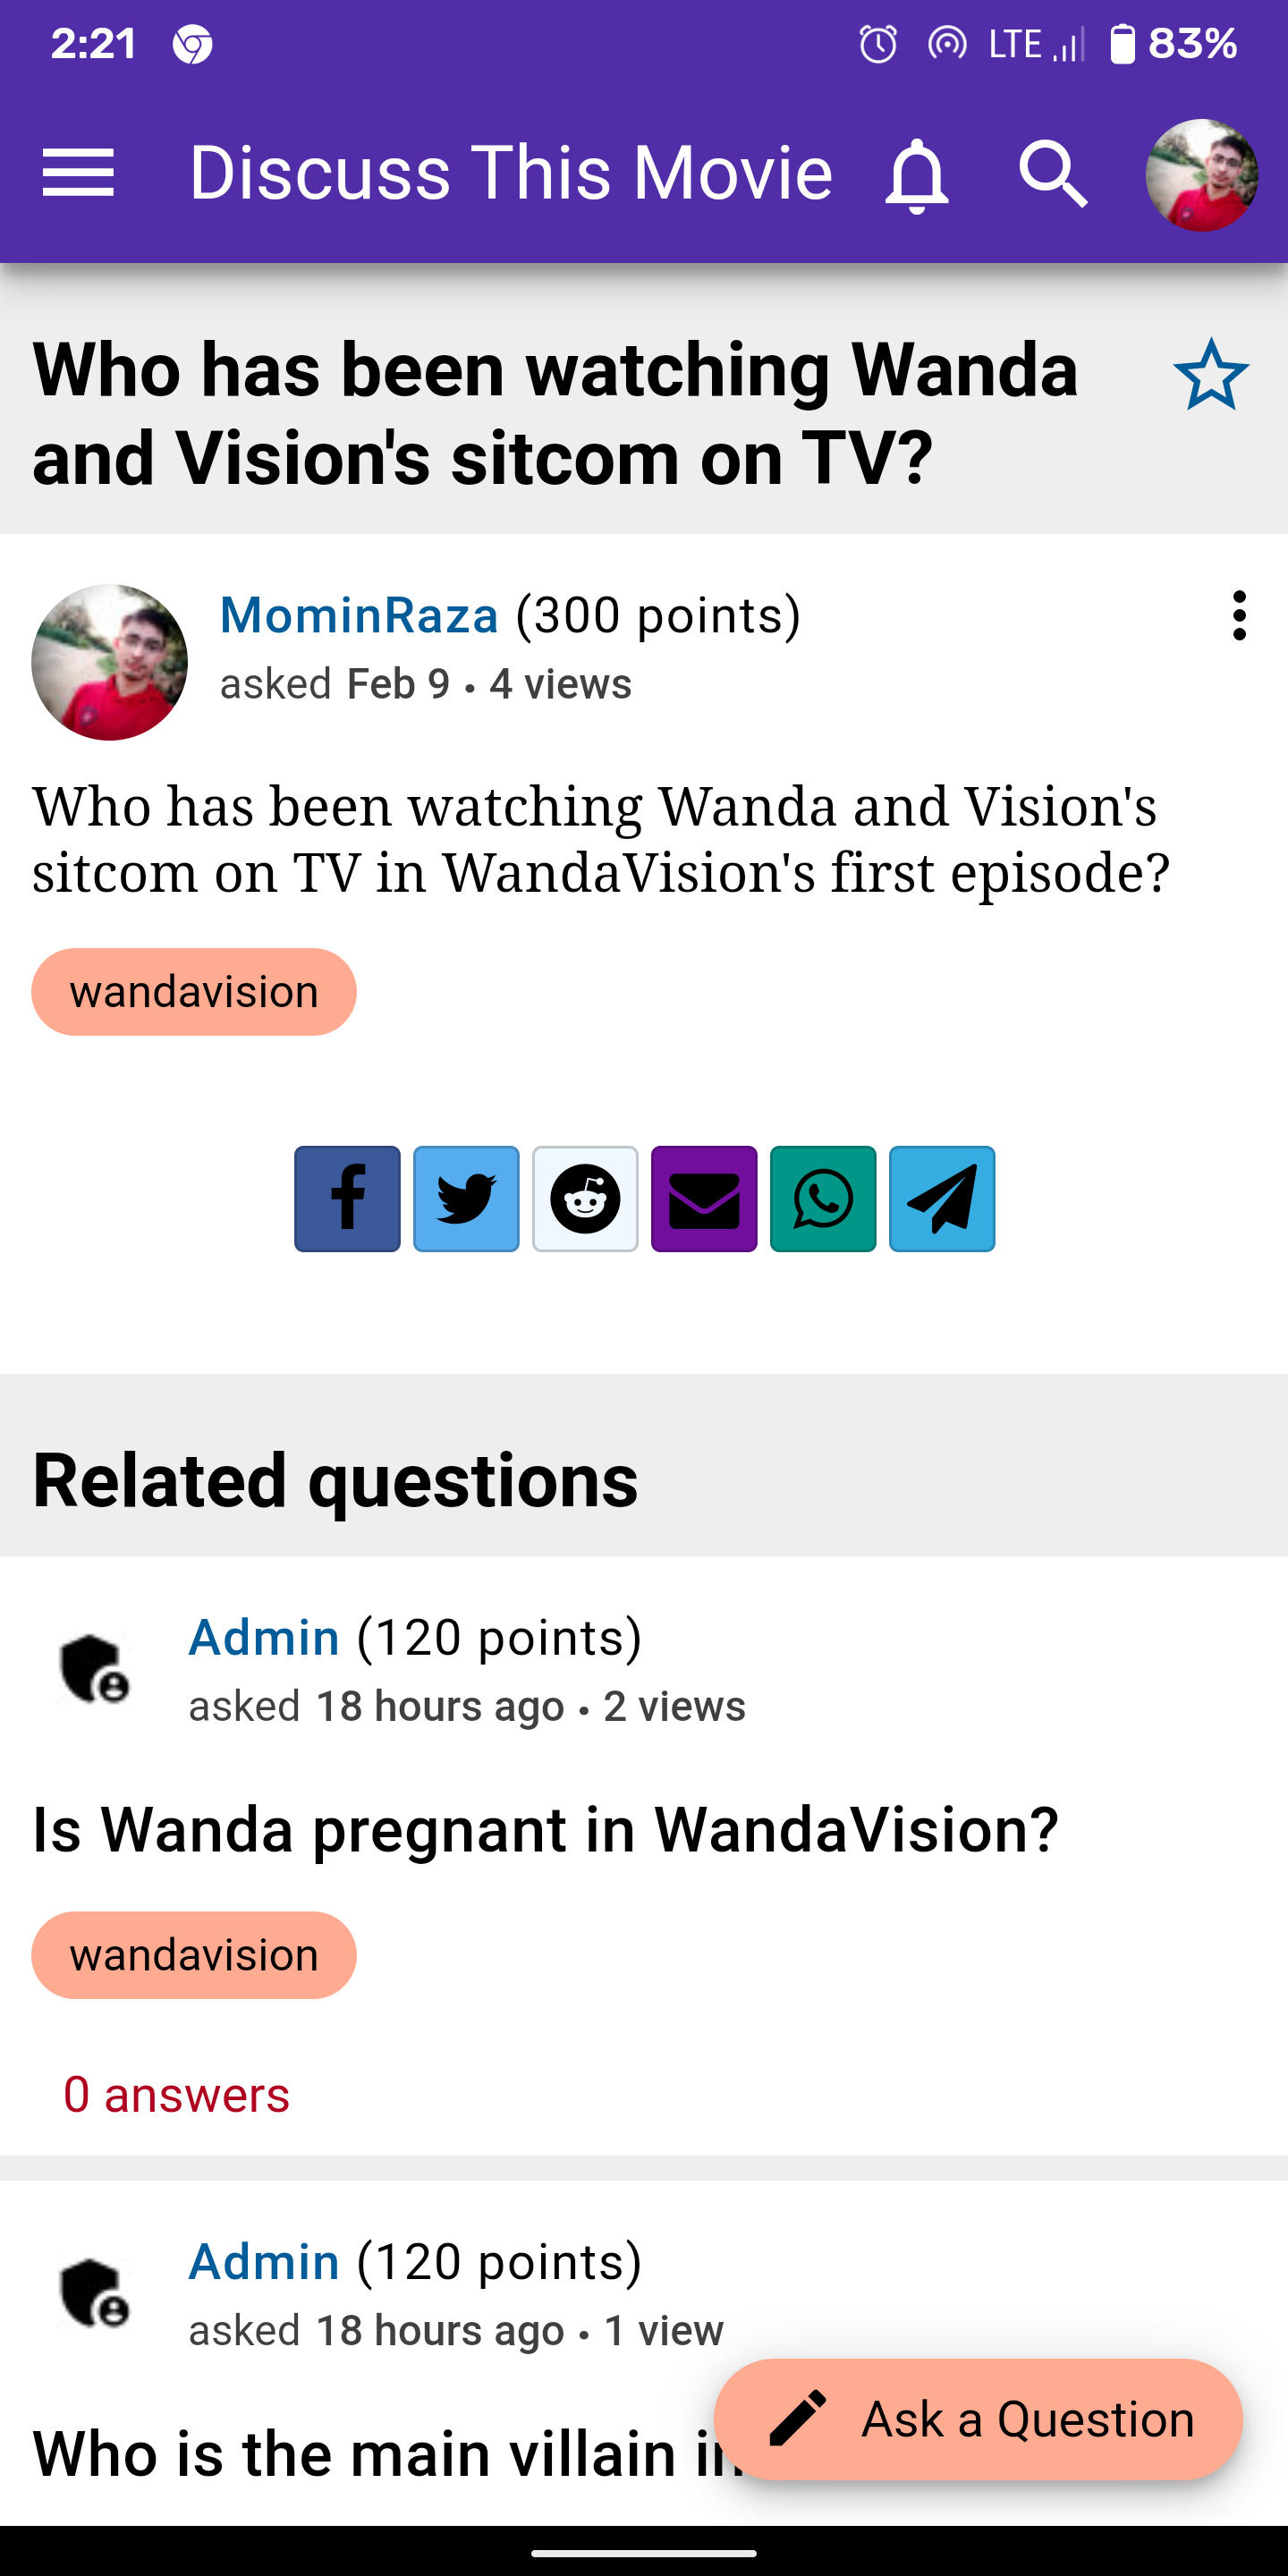 2:21 LTE 83%
Discuss This Movie
Who has been watching Wanda
and Vision's sitcom on TV?
MominRaza (300 points)
asked Feb 9 • 4 views
Who has been watching Wanda and Vision's
sitcom on TV in WandaVision's first episode?
wandavision
Related questions
Admin (120 points)
asked 18 hours ago • 2 views
Is Wanda pregnant in WandaVision?
wandavision
0 answers
Admin (120 points)
asked 18 hours ago • 1 view
Who is the main villain in
Ask a Question